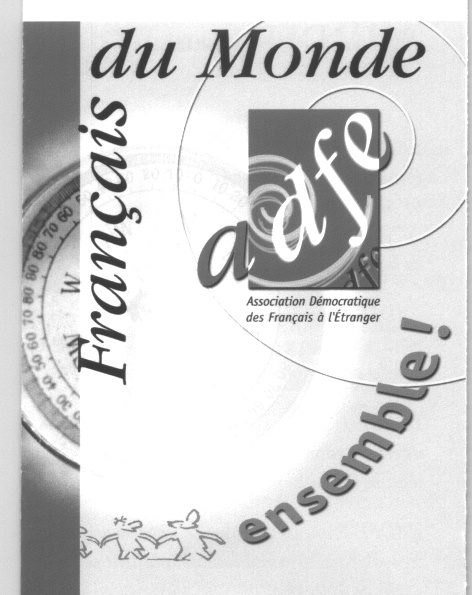 Français
du Monde
adfe
Association Démocratique
des Français à l'Étranger
ensemble !
W